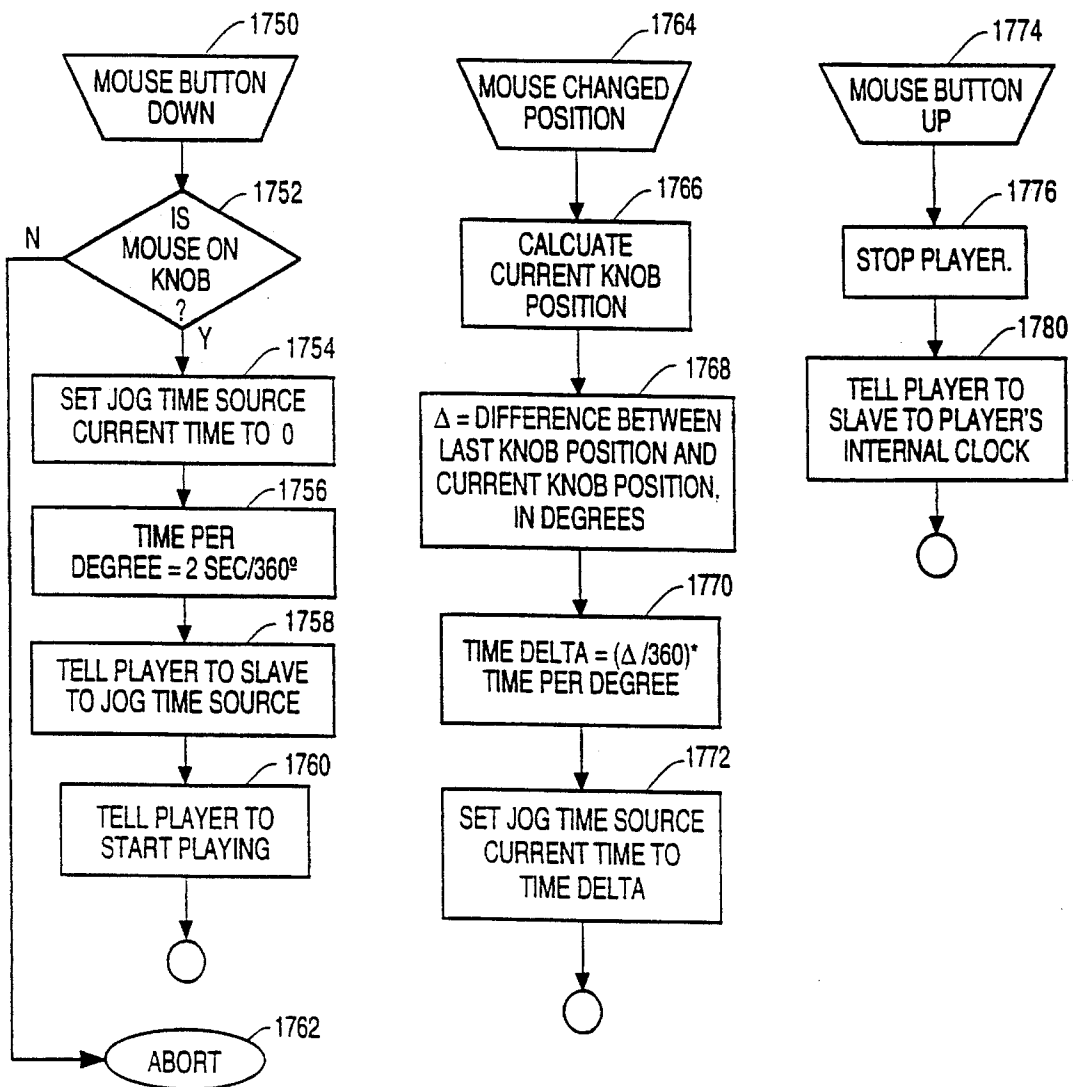 1750
MOUSE BUTTON
DOWN
1752
IS
MOUSE ON
KNOB
?
N
Y
1754
SET JOG TIME SOURCE
CURRENT TIME TO 0
1756
TIME PER
DEGREE = 2 SEC/360º
1758
TELL PLAYER TO SLAVE
TO JOG TIME SOURCE
1760
TELL PLAYER TO
START PLAYING
1762
ABORT
1764
MOUSE CHANGED
POSITION
1766
CALCUATE
CURRENT KNOB
POSITION
1768
Δ = DIFFERENCE BETWEEN
LAST KNOB POSITION AND
CURRENT KNOB POSITION,
IN DEGREES
1770
TIME DELTA = (Δ /360)*
TIME PER DEGREE
1772
SET JOG TIME SOURCE
CURRENT TIME TO
TIME DELTA
1774
MOUSE BUTTON
UP
1776
STOP PLAYER.
1780
TELL PLAYER TO
SLAVE TO PLAYER'S
INTERNAL CLOCK